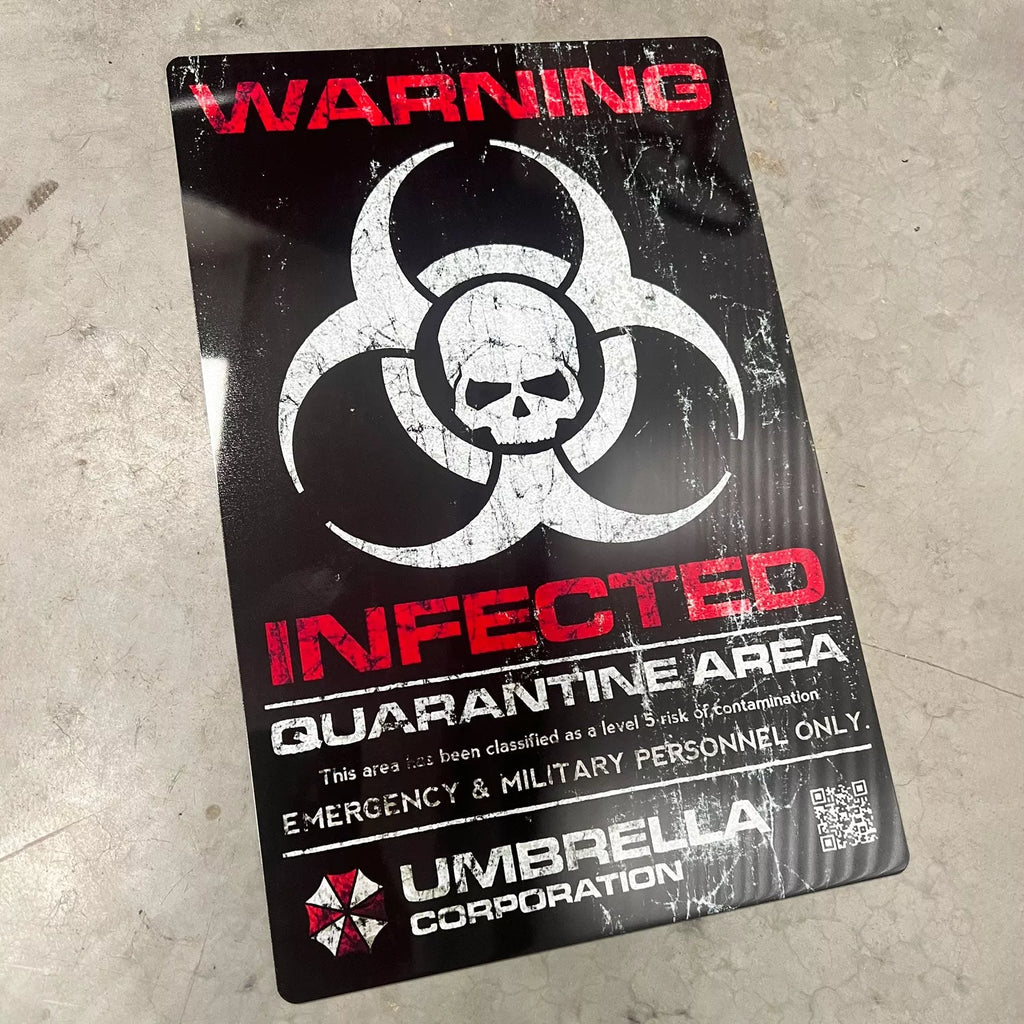 WARNING
INFECTED
QUARANTINE AREA
This area has been classified as a level 5 risk of contamination
EMERGENCY & MILITARY PERSONNEL ONLY.
UMBRELLA
CORPORATION